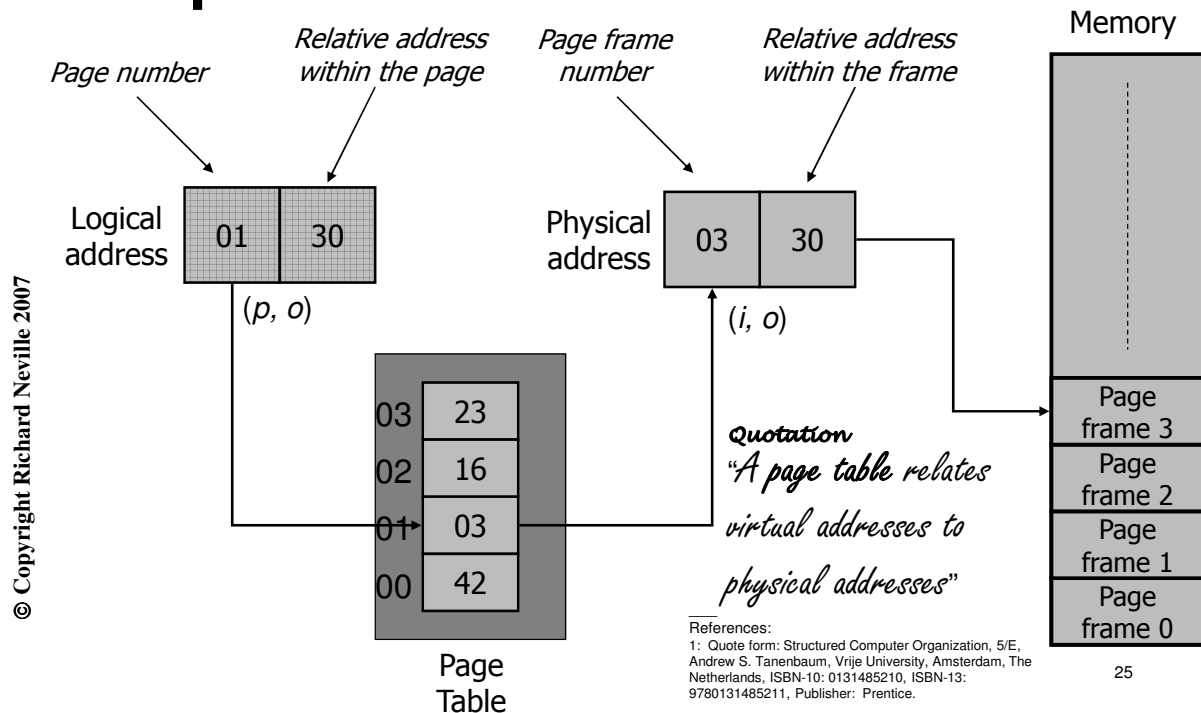 Page number
Relative address
within the page
Page frame
number
Relative address
within the frame
Memory
Logical
address
01
30
(p, o)
Physical
address
03
30
(i, o)
03
23
02
16
01
03
00
42
Page
Table
Quotation
“A page table relates
virtual addresses to
physical addresses”
References:
1: Quote form: Structured Computer Organization, 5/E,
Andrew S. Tanenbaum, Vrije University, Amsterdam, The
Netherlands, ISBN-10: 0131485210, ISBN-13:
9780131485211, Publisher: Prentice.
Page
frame 3
Page
frame 2
Page
frame 1
Page
frame 0
25
© Copyright Richard Neville 2007